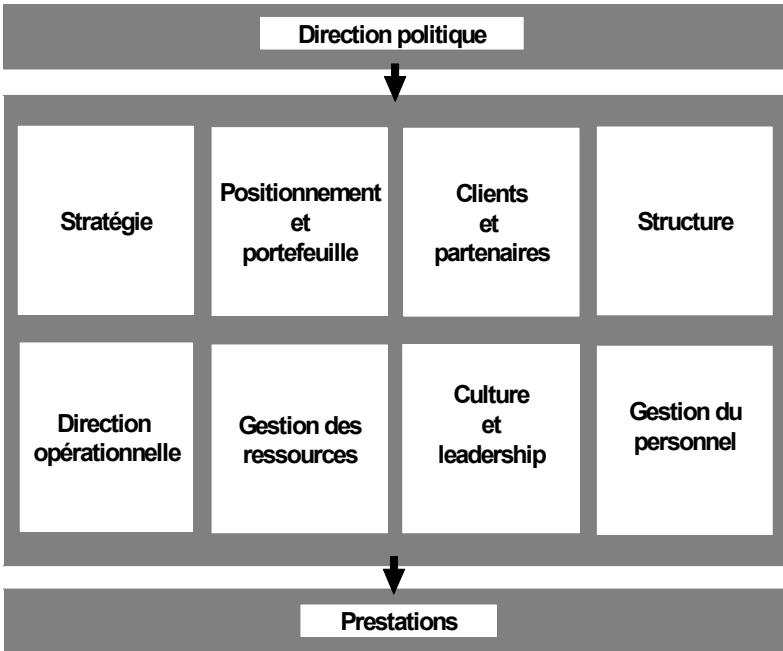 Direction politique
Stratégie
Positionnement
et
portefeuille
Clients
et
partenaires
Structure
Direction
opérationnelle
Gestion des
ressources
Culture
et
leadership
Gestion du
personnel
Prestations